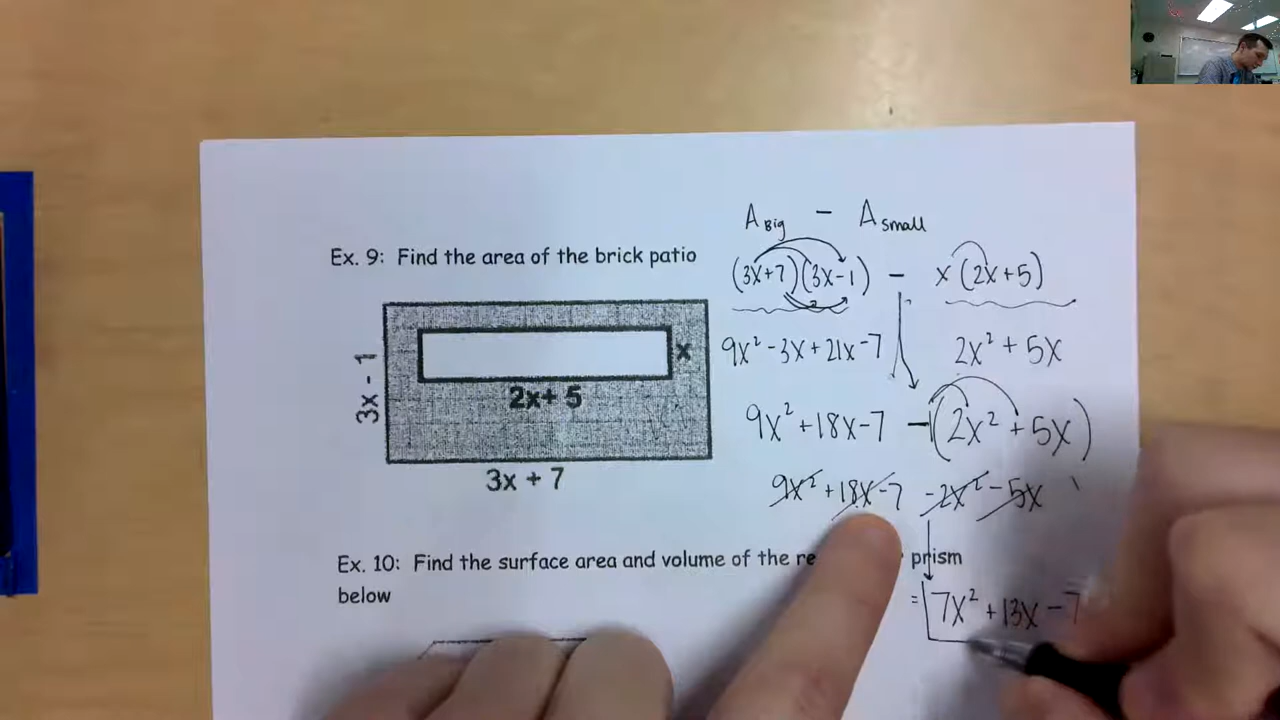 A Big - A small
Ex. 9: Find the area of the brick patio
(3x+7)(3x-1) - x(2x+5)
3x - 1
x
2x+ 5
3x + 7
9x² -3x + 21x -7 2x² + 5x
9x² +18x -7 -1(2x² + 5x)
9x² +18x -7 -2x² -5x
Ex. 10: Find the surface area and volume of the prism
below
= 7x² +13x -7